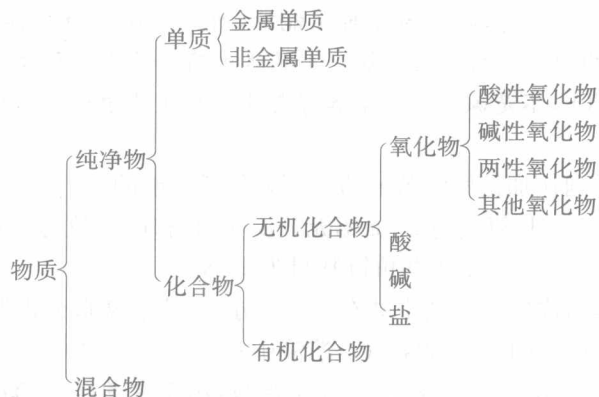 金属单质
单质
非金属单质
酸性氧化物
碱性氧化物
氧化物
两性氧化物
纯净物
其他氧化物
无机化合物
酸
物质
化合物
碱
盐
有机化合物
混合物